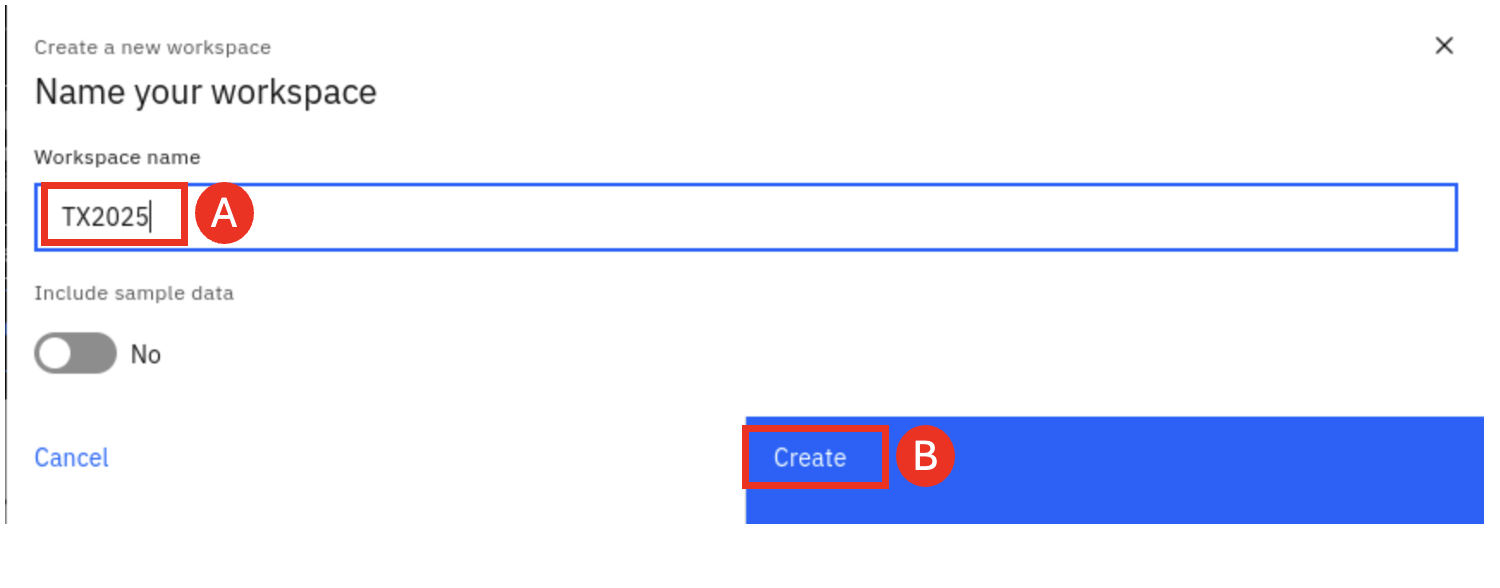 Create a new workspace
Name your workspace
Workspace name
TX2025 A
Include sample data
No
Cancel
Create B